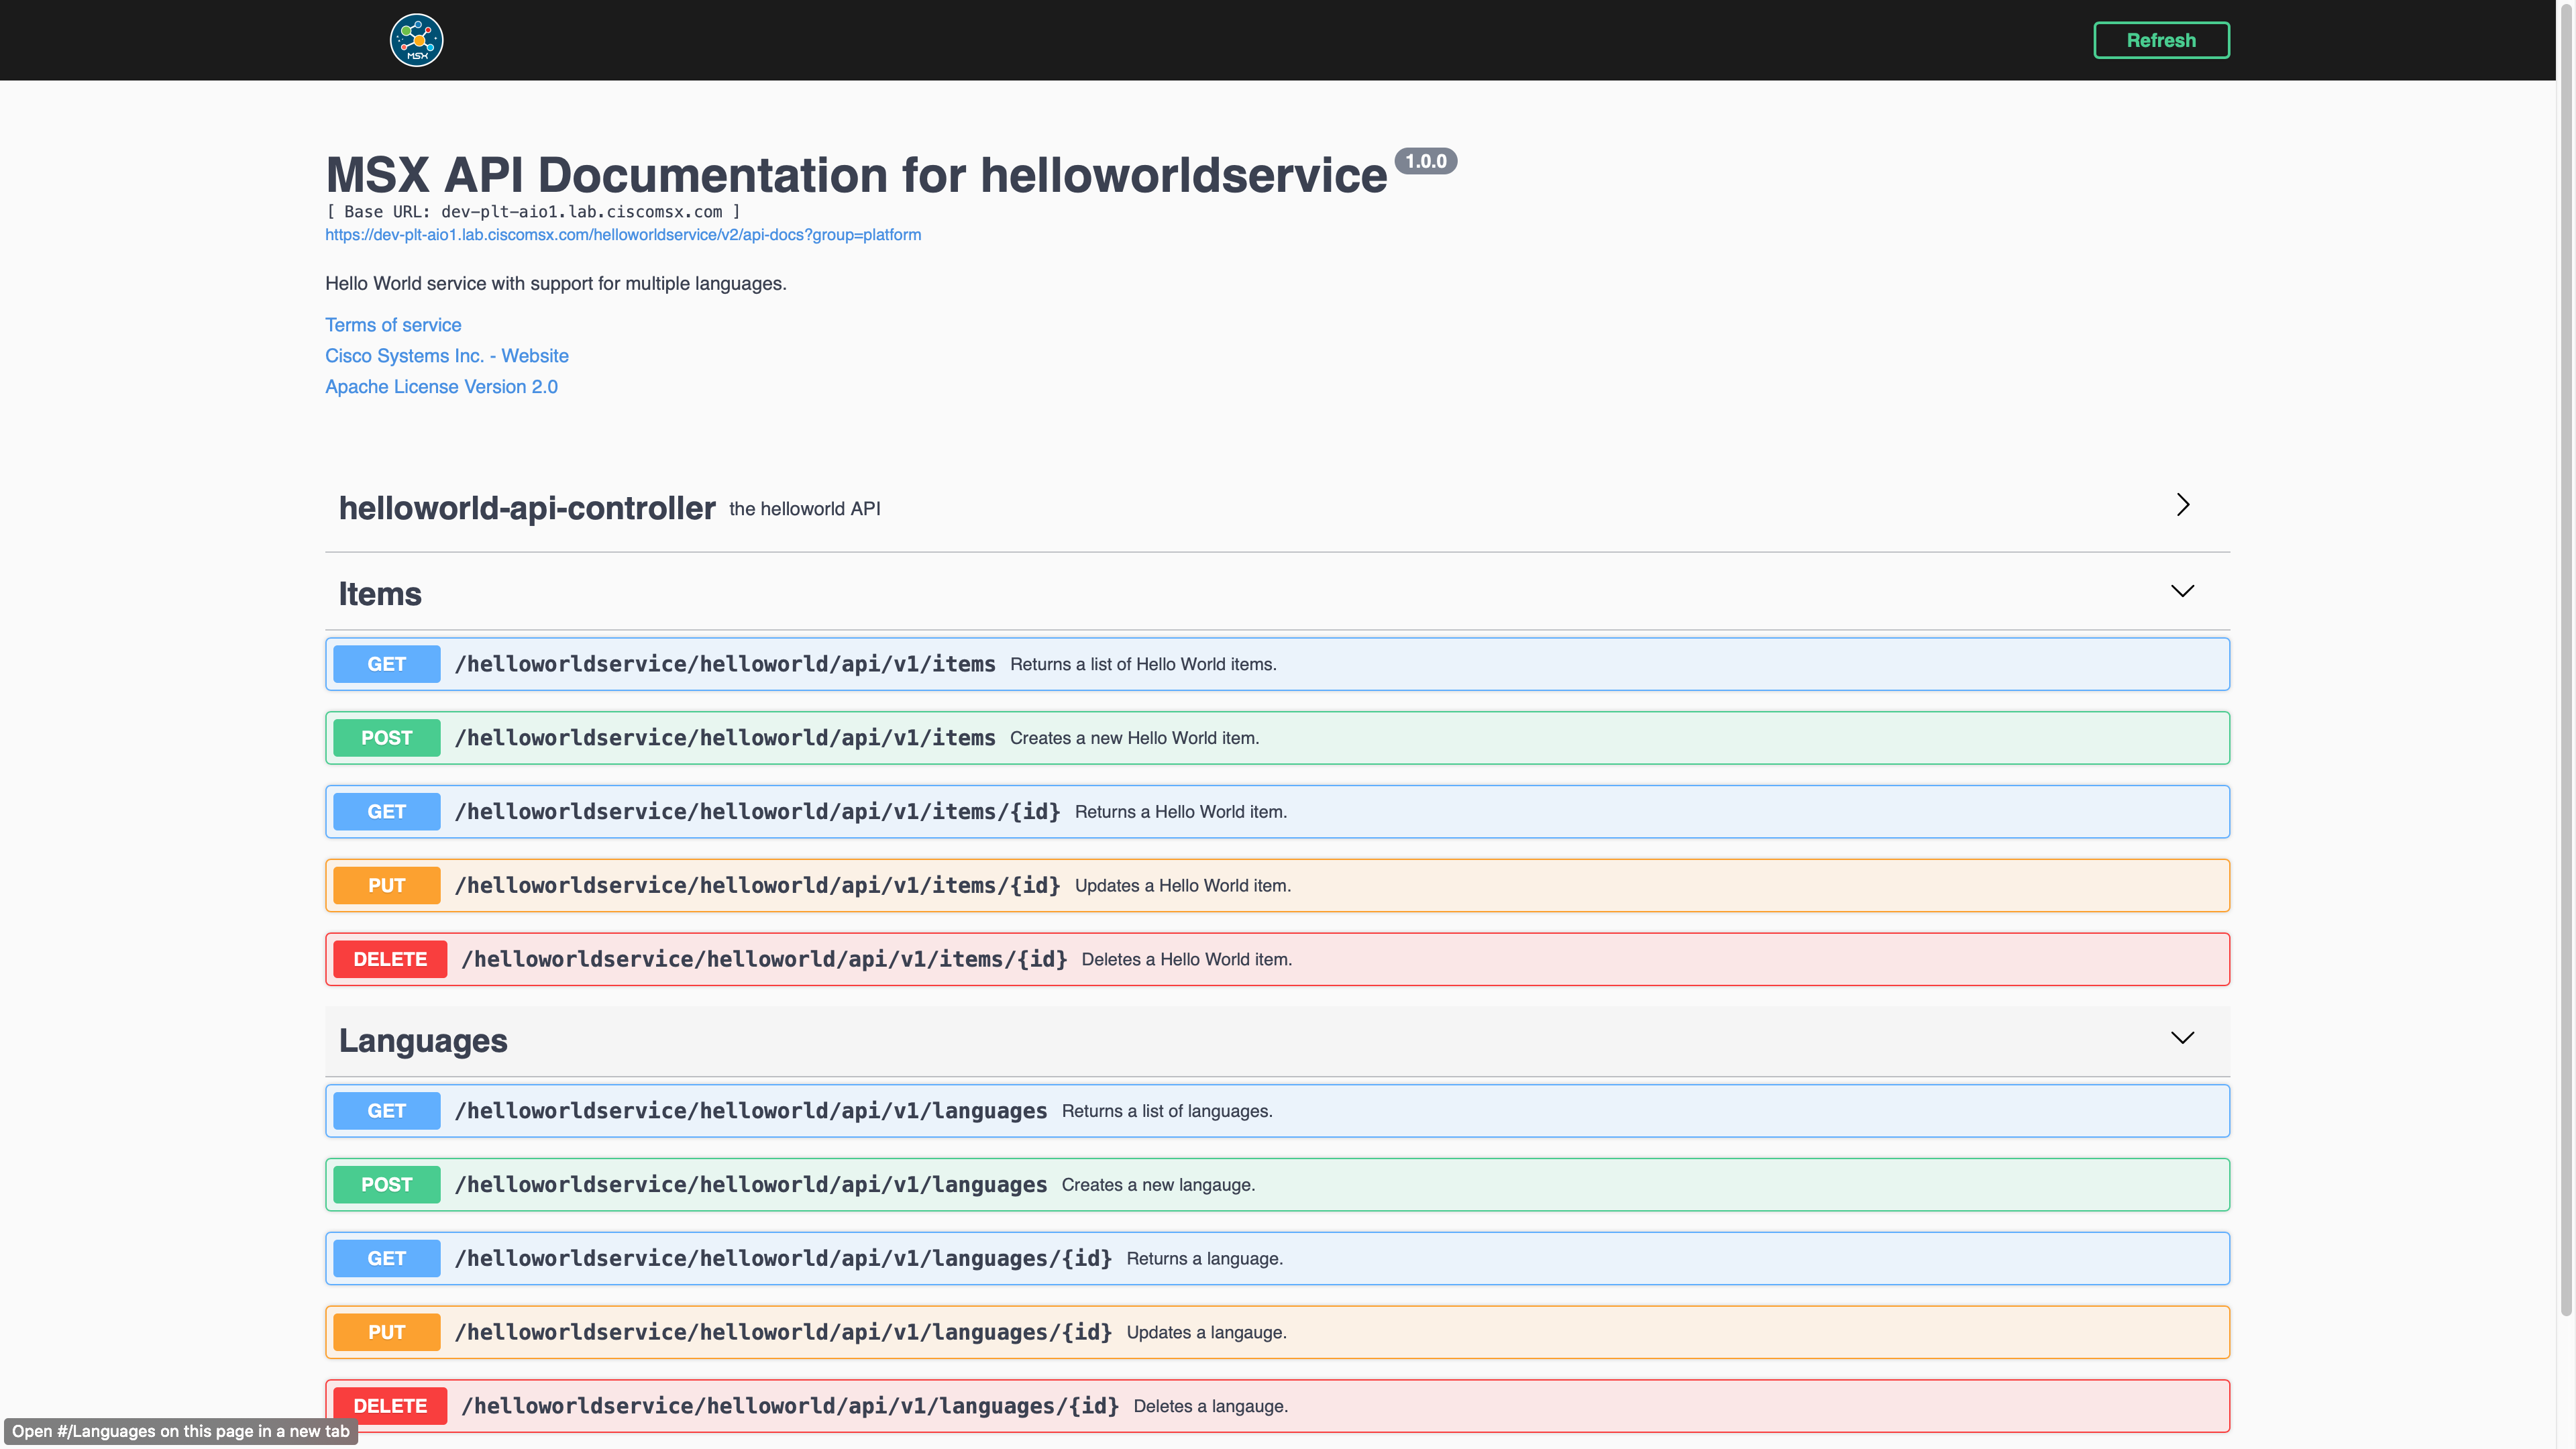 MSX
Refresh
MSX API Documentation for helloworldservice 1.0.0
[ Base URL: dev-plt-aio1.lab.ciscomsx.com ]
https://dev-plt-aio1.lab.ciscomsx.com/helloworldservice/v2/api-docs?group=platform
Hello World service with support for multiple languages.
Terms of service
Cisco Systems Inc. - Website
Apache License Version 2.0
helloworld-api-controller the helloworld API
Items
GET /helloworldservice/helloworld/api/v1/items Returns a list of Hello World items.
POST /helloworldservice/helloworld/api/v1/items Creates a new Hello World item.
GET /helloworldservice/helloworld/api/v1/items/{id} Returns a Hello World item.
PUT /helloworldservice/helloworld/api/v1/items/{id} Updates a Hello World item.
DELETE /helloworldservice/helloworld/api/v1/items/{id} Deletes a Hello World item.
Languages
GET /helloworldservice/helloworld/api/v1/languages Returns a list of languages.
POST /helloworldservice/helloworld/api/v1/languages Creates a new langauge.
GET /helloworldservice/helloworld/api/v1/languages/{id} Returns a language.
PUT /helloworldservice/helloworld/api/v1/languages/{id} Updates a langauge.
DELETE /helloworldservice/helloworld/api/v1/languages/{id} Deletes a langauge.
Open #/Languages on this page in a new tab